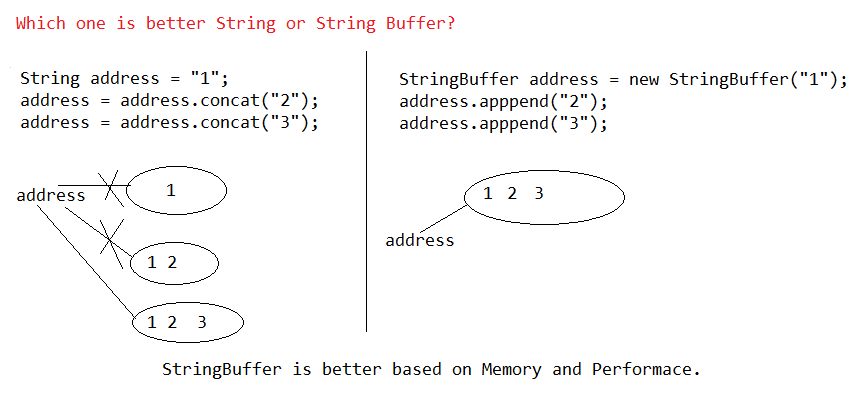 Which one is better String or String Buffer?
String address = "1";
address = address.concat("2");
address = address.concat("3");
address
1
1 2
1 2 3
StringBuffer address = new StringBuffer("1");
address.apppend("2");
address.apppend("3");
1 2 3
address
StringBuffer is better based on Memory and Performace.